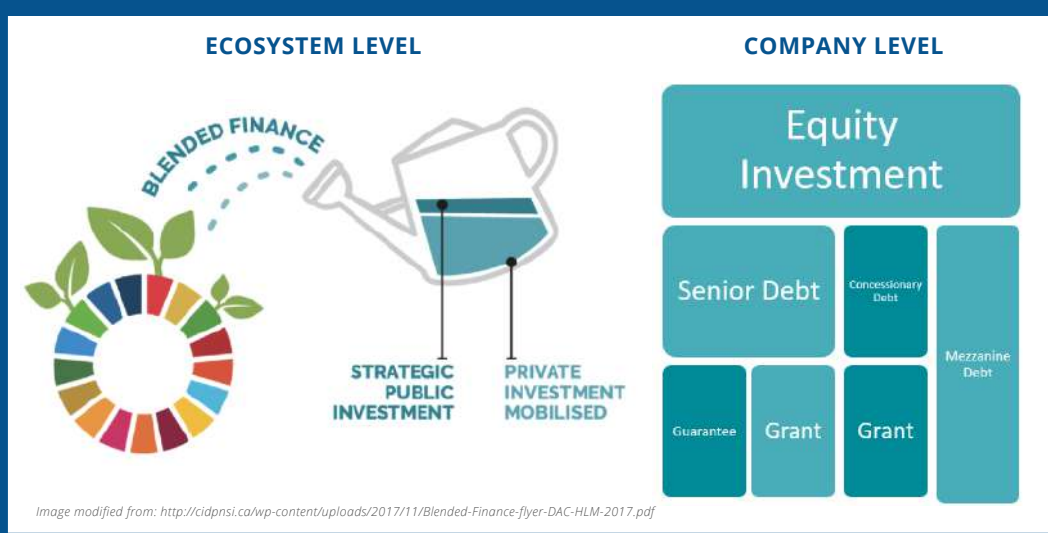 ECOSYSTEM LEVEL
BLENDED FINANCE
STRATEGIC
PUBLIC
INVESTMENT
PRIVATE
INVESTMENT
MOBILISED
COMPANY LEVEL
Equity
Investment
Senior Debt
Concessionary
Debt
Mezzanine
Debt
Guarantee
Grant
Grant
Image modified from: http://cidpnsi.ca/wp-content/uploads/2017/11/Blended-Finance-flyer-DAC-HLM-2017.pdf